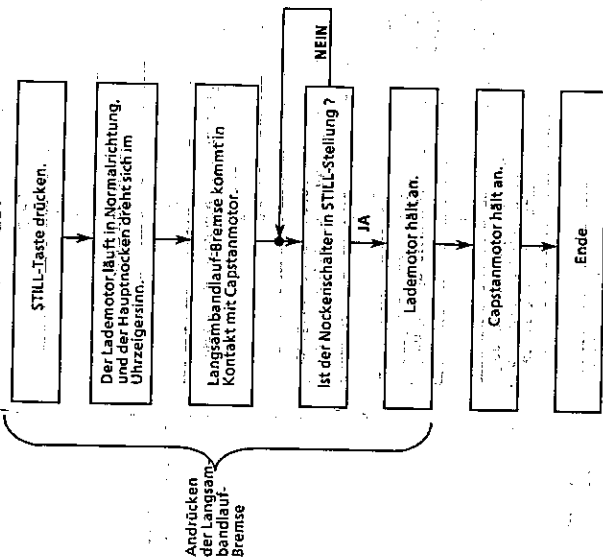 STILL-Taste drücken.
Der Lademotor läuft in Normalrichtung,
und der Hauptnocken dreht sich im
Uhrzeigersinn.
Langsambandlauf-Bremse kommt in
Kontakt mit Capstanmotor.
Ist der Nockenschalter in STILL-Stellung ?
NEIN
JA
Lademotor hält an.
Capstanmotor hält an.
Ende
Andrücken
der Langsam-
bandlauf-
Bremse